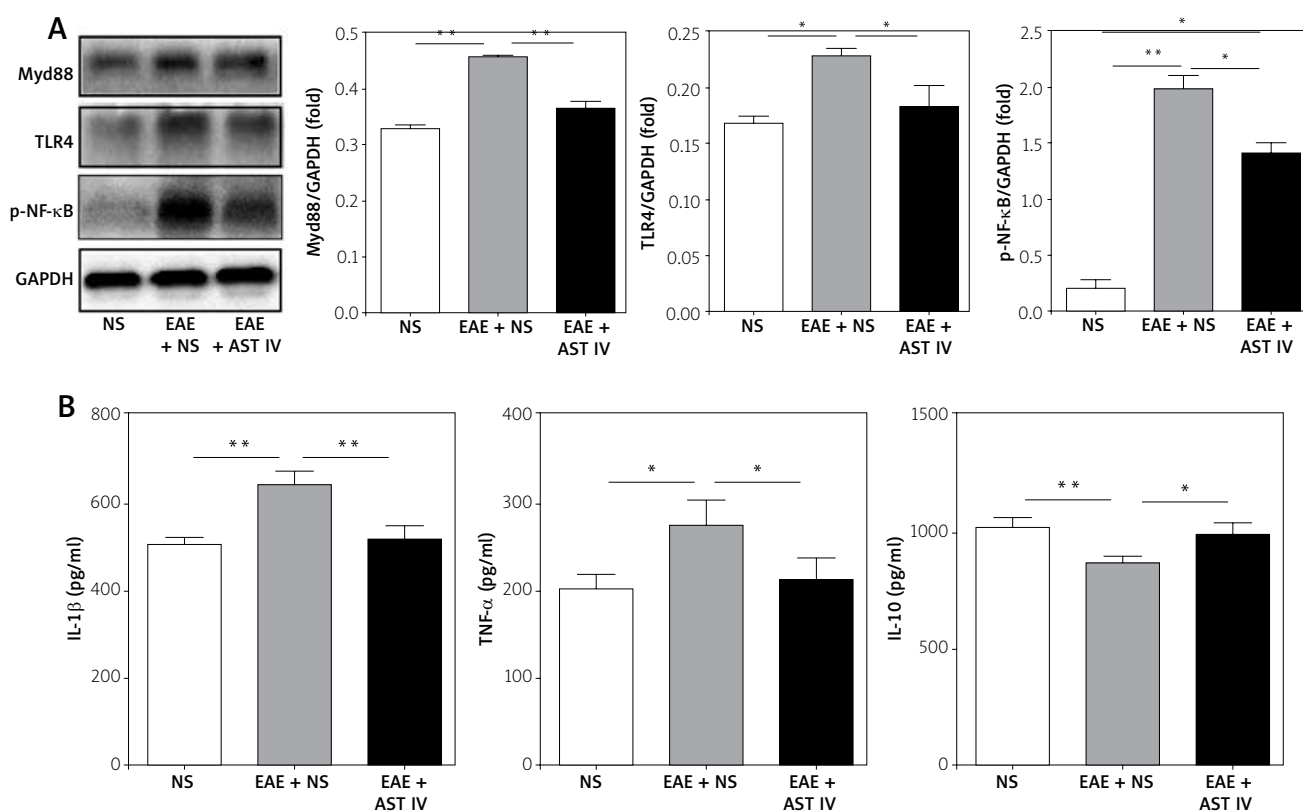 A
Myd88
TLR4
p-NF-κB
GAPDH
NS
EAE
+ NS
EAE
+ AST IV
Myd88/GAPDH (fold)
0.5
0.4
0.3
0.2
0.1
0.0
** **
NS
EAE + NS
EAE +
AST IV
TLR4/GAPDH (fold)
0.25
0.20
0.15
0.10
0.05
0.00
* *
NS
EAE + NS
EAE +
AST IV
p-NF-κB/GAPDH (fold)
2.5
2.0
1.5
1.0
0.5
0.0
*
** *
NS
EAE + NS
EAE +
AST IV
B
IL-1β (pg/ml)
800
600
400
200
0
** **
NS
EAE + NS
EAE +
AST IV
TNF-α (pg/ml)
400
300
200
100
0
* *
NS
EAE + NS
EAE +
AST IV
IL-10 (pg/ml)
1500
1000
500
0
** *
NS
EAE + NS
EAE +
AST IV